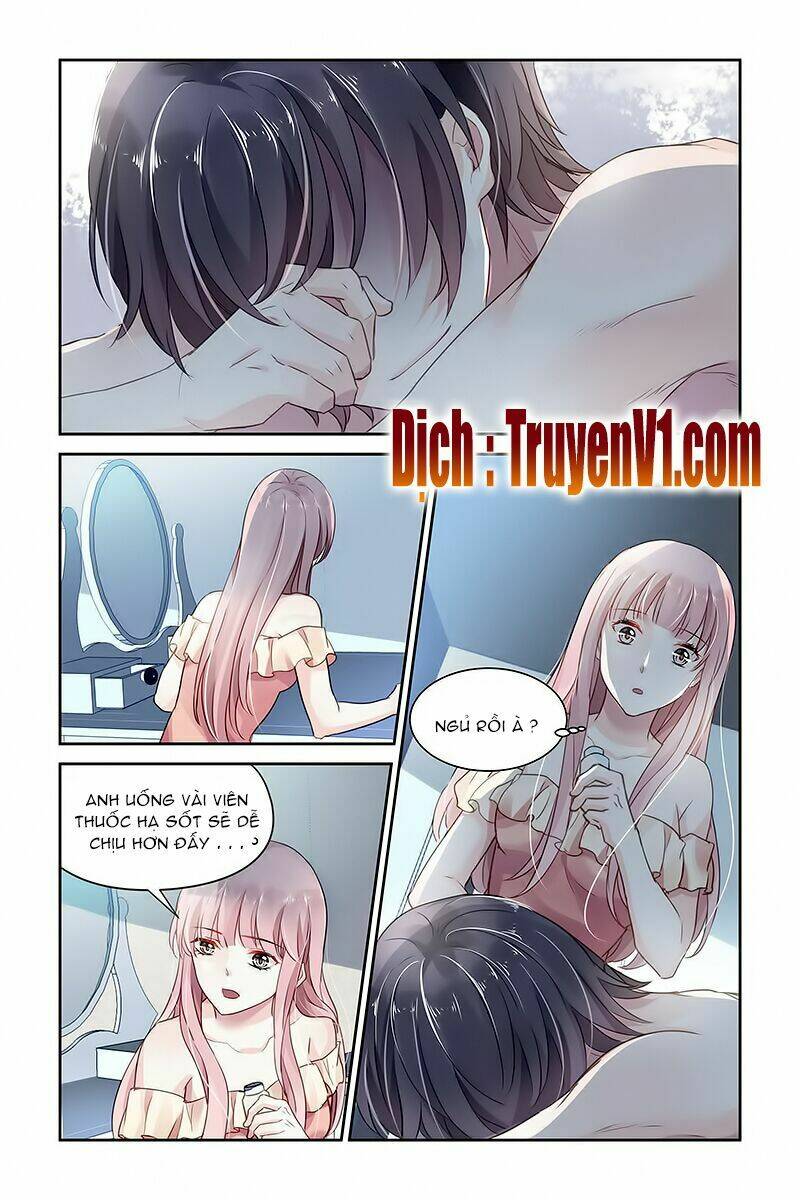 Dịch : TruyenV1.com
ANH UỐNG VÀI VIÊN
THUỐC HẠ SỐT SẼ DỄ
CHỊU HƠN ĐẤY . . . ?
NGỦ RỒI À ?